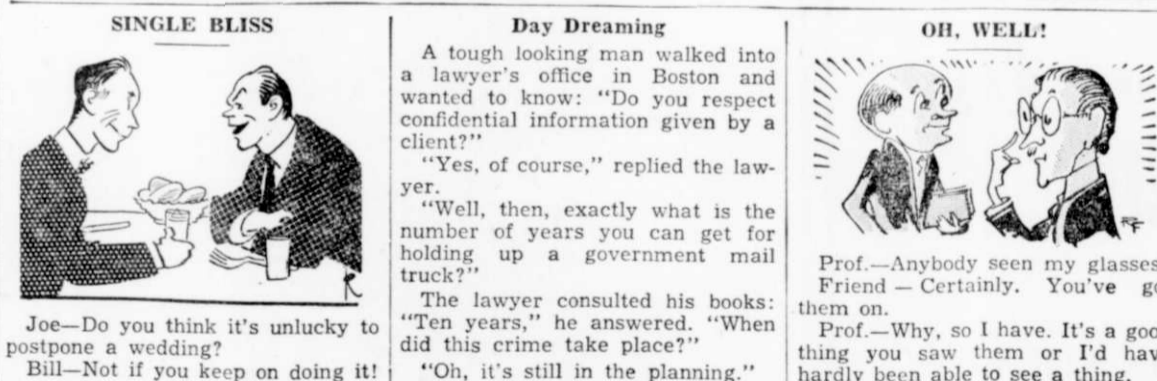 SINGLE BLISS
Joe—Do you think it's unlucky to
postpone a wedding?
Bill—Not if you keep on doing it!
Day Dreaming
A tough looking man walked into
a lawyer's office in Boston and
wanted to know: "Do you respect
confidential information given by a
client?"
"Yes, of course," replied the law-
yer.
"Well, then, exactly what is the
number of years you can get for
holding up a government mail
truck?"
The lawyer consulted his books:
"Ten years," he answered. "When
did this crime take place?"
"Oh, it's still in the planning."
OH, WELL!
Prof.—Anybody seen my glasses
Friend — Certainly. You've
them on.
Prof.—Why, so I have. It's a
thing you saw them or I'd
hardly been able to see a thing.